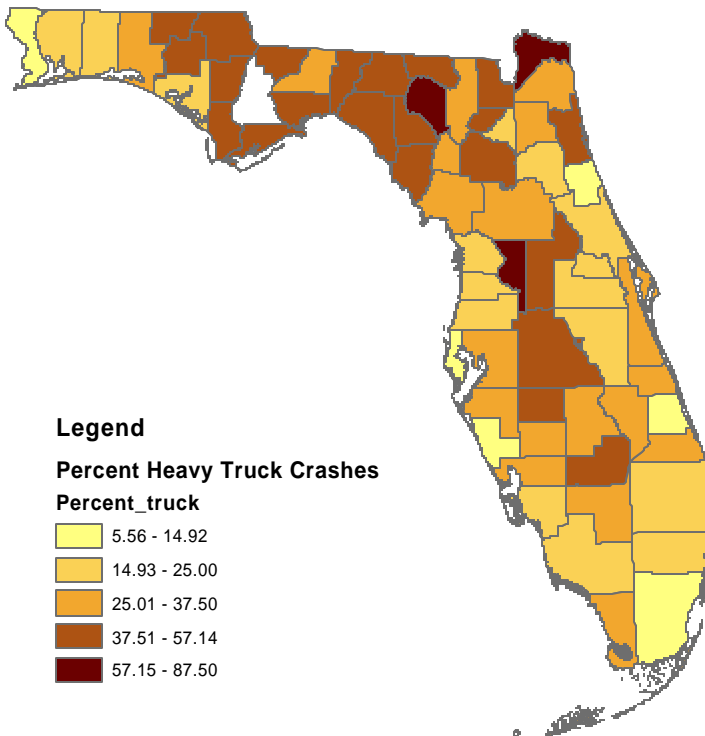 Legend
Percent Heavy Truck Crashes
Percent_truck
5.56 - 14.92
14.93 - 25.00
25.01 - 37.50
37.51 - 57.14
57.15 - 87.50